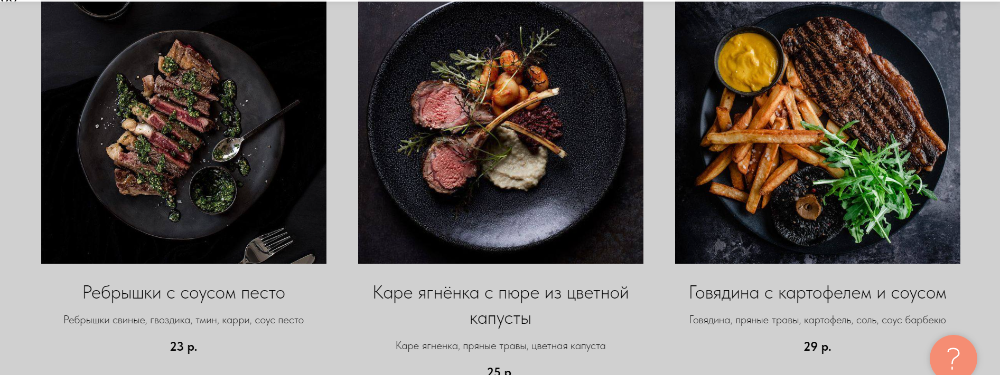 Ребрышки с соусом песто
Ребрышки свиные, гвоздика, тмин, карри, соус песто
23 р.
Каре ягнёнка с пюре из цветной
капусты
Каре ягненка, пряные травы, цветная капуста
25 р.
Говядина с картофелем и соусом
Говядина, пряные травы, картофель, соль, соус барбекю
29 р.
?